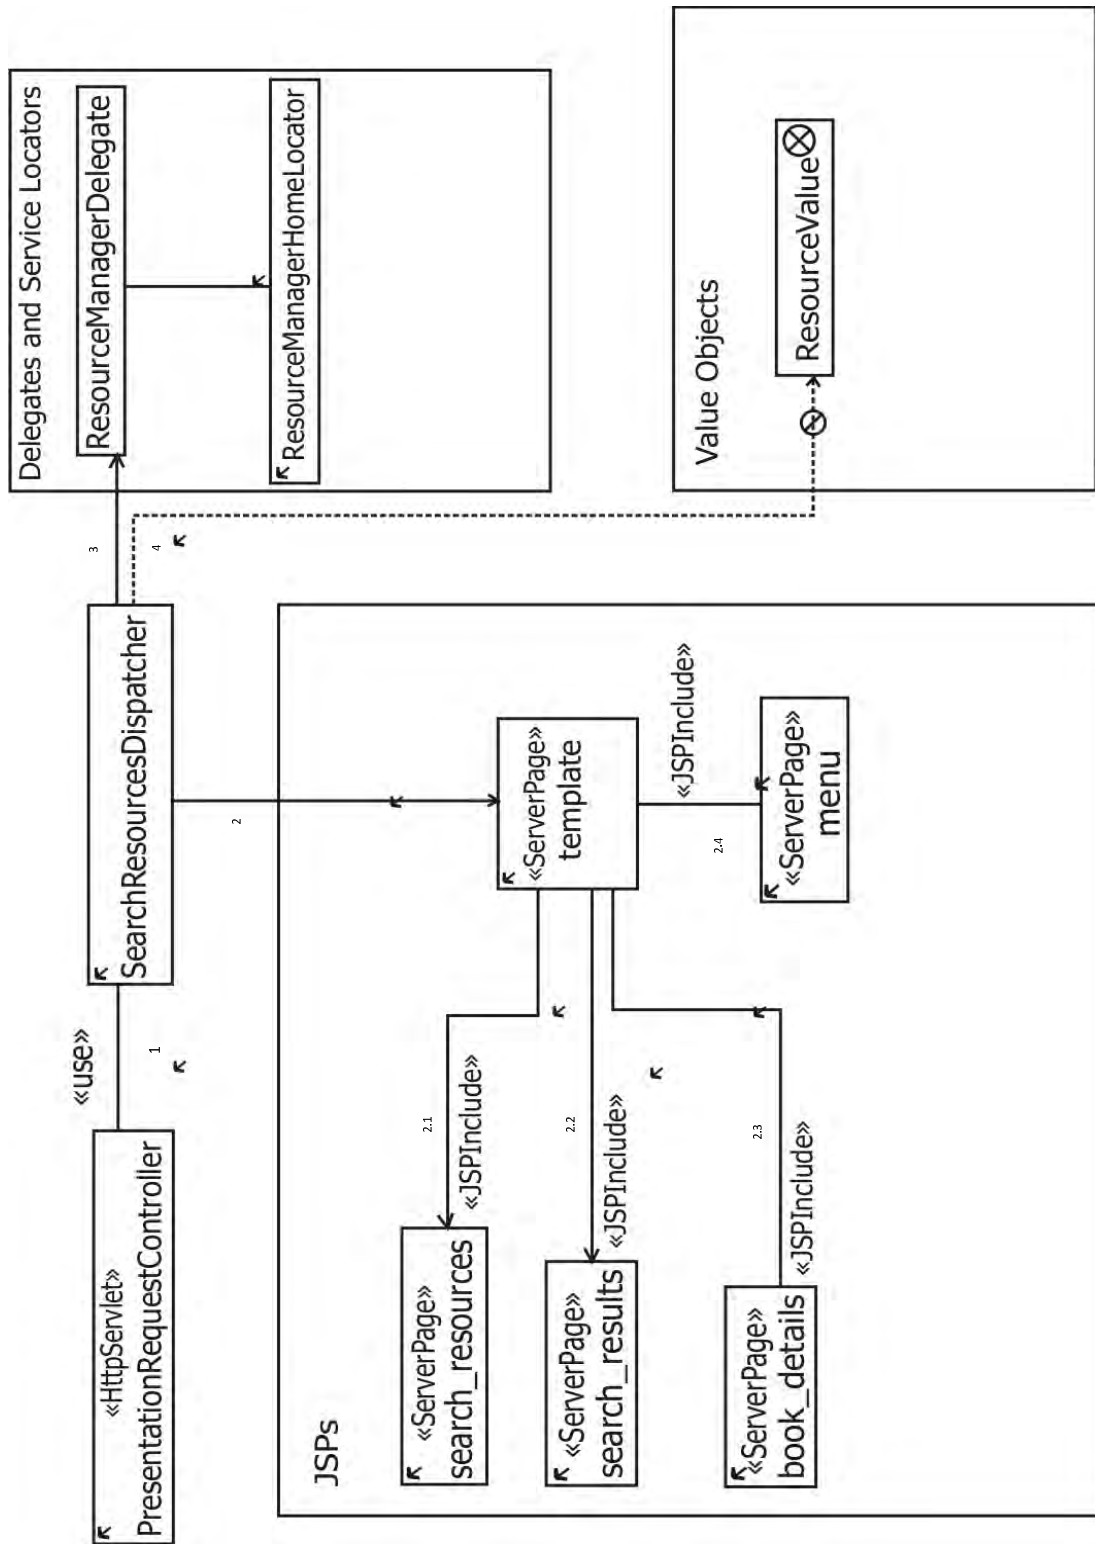 «HttpServlet»
PresentationRequestController
«use»
1
SearchResourcesDispatcher
3
4
Delegates and Service Locators
ResourceManagerDelegate
ResourceManagerHomeLocator
2
JSPs
«ServerPage»
search_resources
2.1
«JSPInclude»
«ServerPage»
search_results
2.2
«JSPInclude»
«ServerPage»
book_details
2.3
«JSPInclude»
«ServerPage»
template
2.4
«JSPInclude»
«ServerPage»
menu
Value Objects
ResourceValue